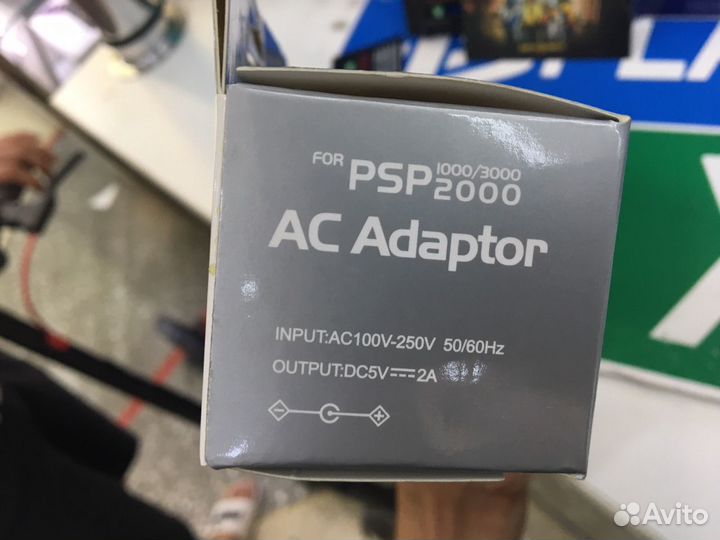 FOR PSP 1000/3000
2000
AC Adaptor
INPUT:AC100V-250V 50/60Hz
OUTPUT:DC5V⎓2A
Avito